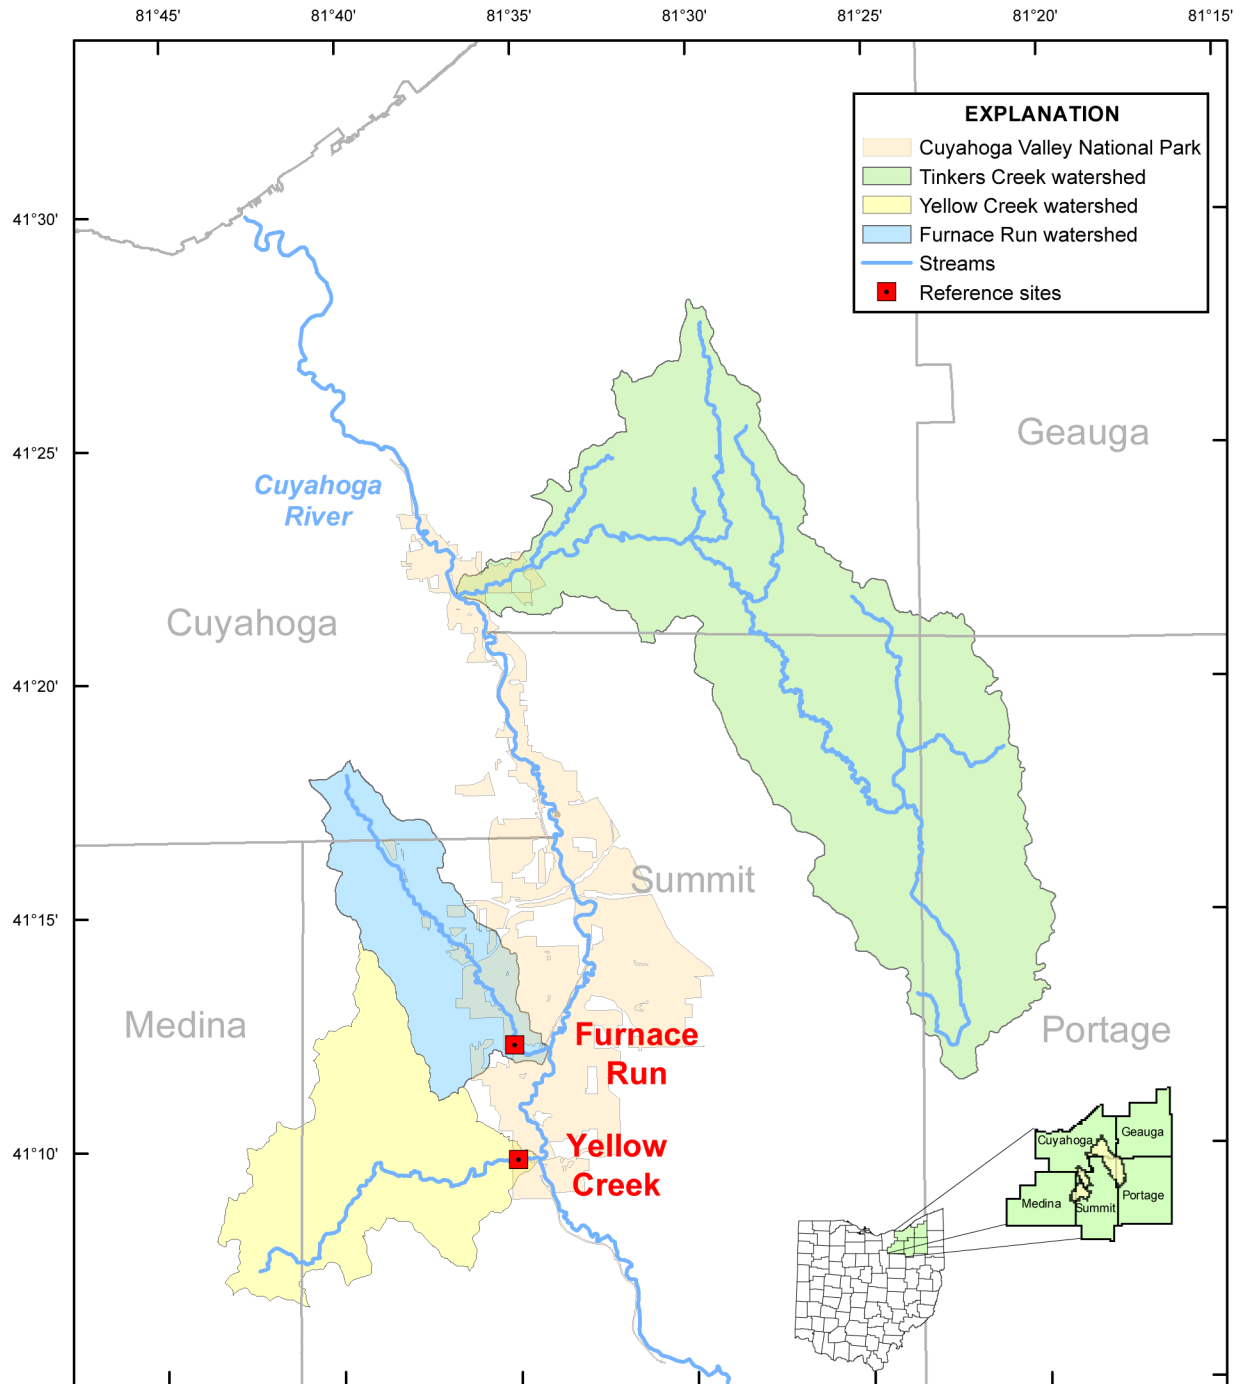 81°45'
81°40'
81°35'
81°30'
81°25'
81°20'
81°15'
EXPLANATION
Cuyahoga Valley National Park
Tinkers Creek watershed
Yellow Creek watershed
Furnace Run watershed
Streams
Reference sites
41°30'
41°25'
41°20'
41°15'
41°10'
Geauga
Cuyahoga
River
Cuyahoga
Summit
Medina
Portage
Furnace
Run
Yellow
Creek
Cuyahoga
Geauga
Medina
Summit
Portage